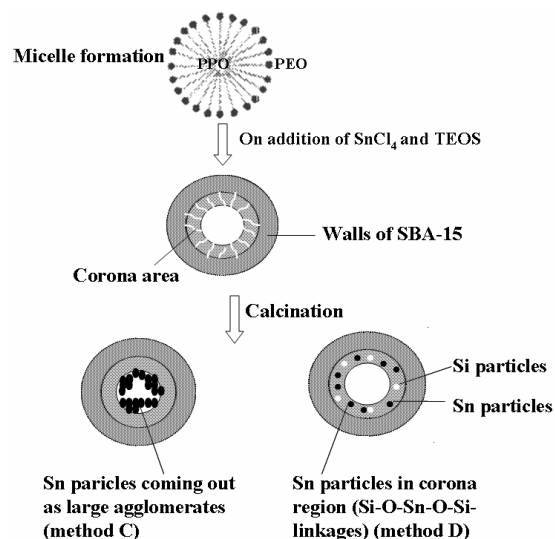 Micelle formation
PPO
PEO
On addition of SnCl4 and TEOS
Walls of SBA-15
Corona area
Calcination
Si particles
Sn particles
Sn paricles coming out
as large agglomerates
(method C)
Sn particles in corona
region (Si-O-Sn-O-Si-
linkages) (method D)